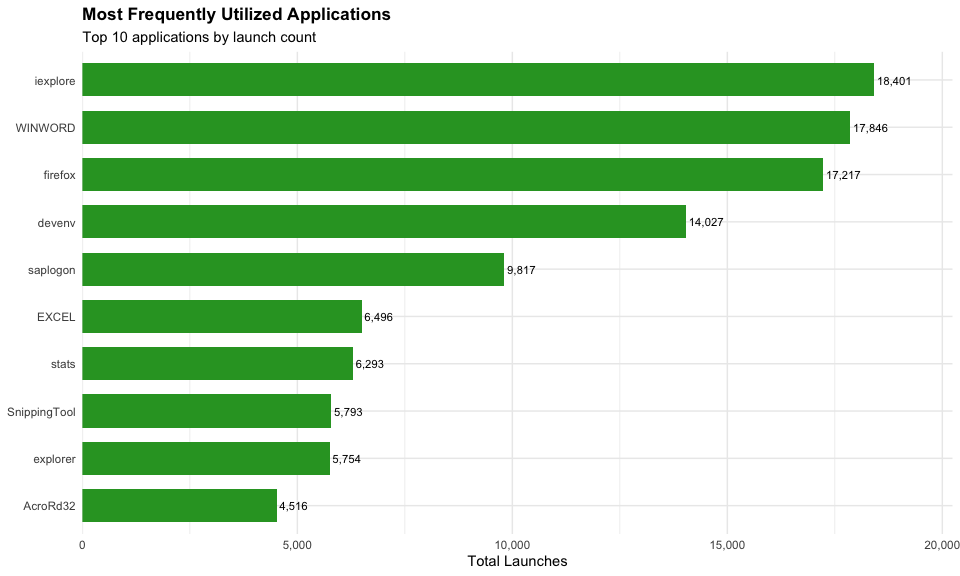 Most Frequently Utilized Applications
Top 10 applications by launch count
iexplore 18,401
WINWORD 17,846
firefox 17,217
devenv 14,027
saplogon 9,817
EXCEL 6,496
stats 6,293
SnippingTool 5,793
explorer 5,754
AcroRd32 4,516
0 5,000 10,000 15,000 20,000
Total Launches